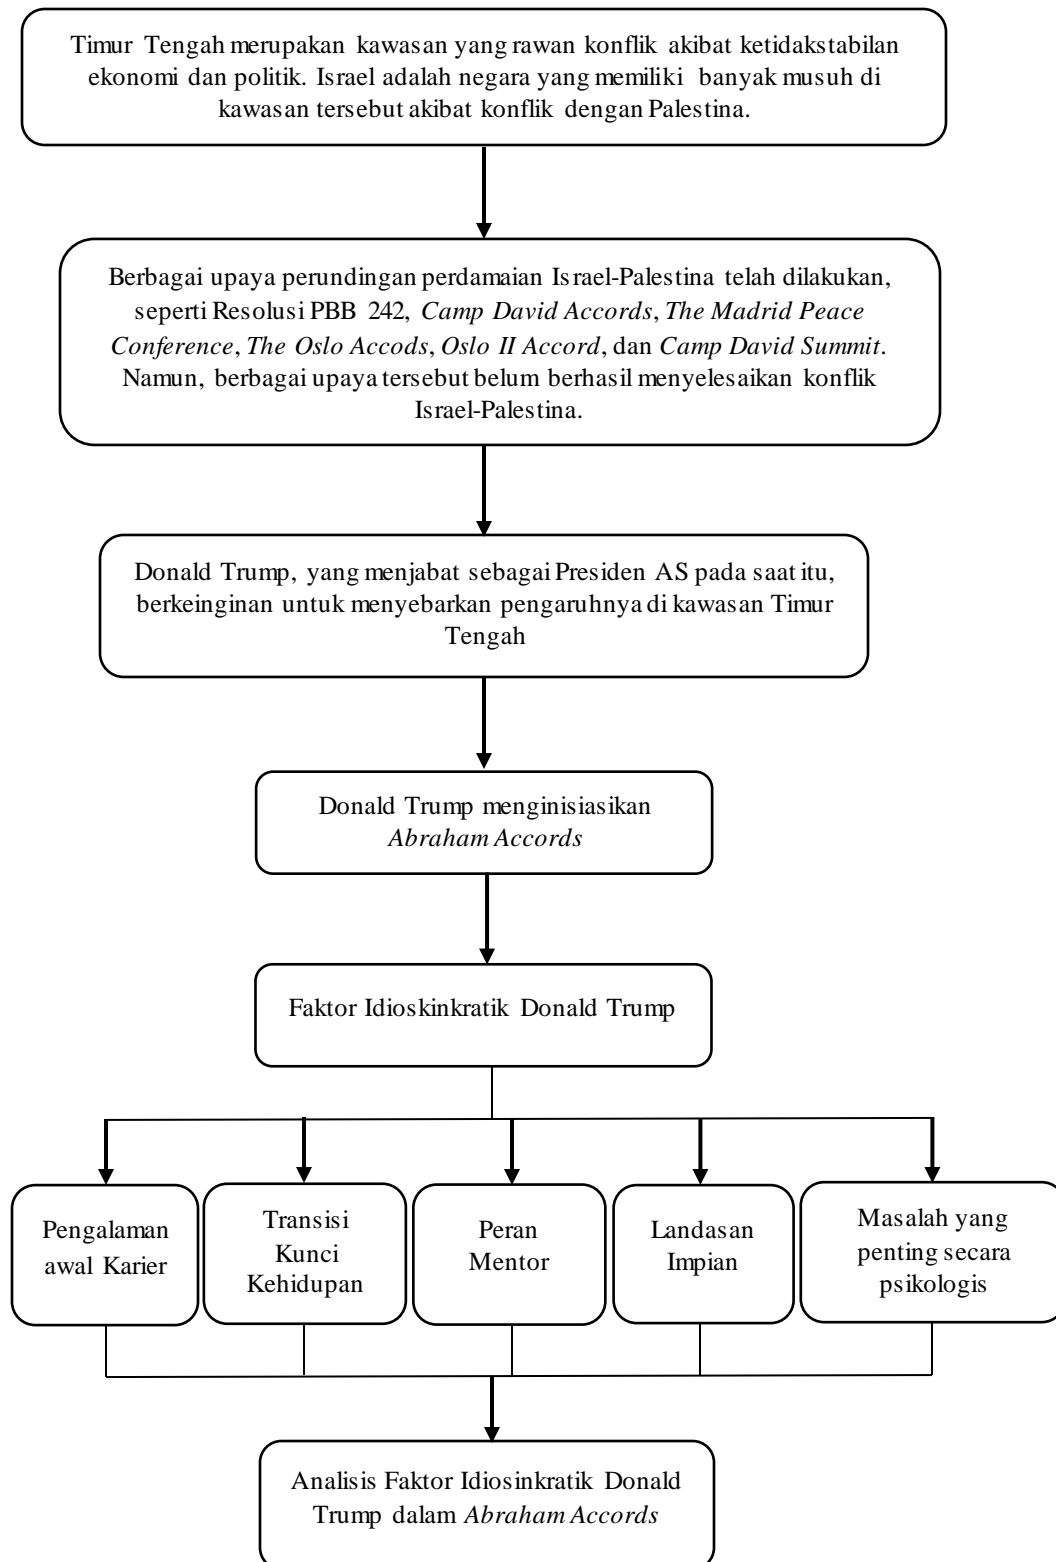 Timur Tengah merupakan kawasan yang rawan konflik akibat ketidakstabilan
ekonomi dan politik. Israel adalah negara yang memiliki banyak musuh di
kawasan tersebut akibat konflik dengan Palestina.
Berbagai upaya perundingan perdamaian Israel-Palestina telah dilakukan,
seperti Resolusi PBB 242, Camp David Accords, The Madrid Peace
Conference, The Oslo Accods, Oslo II Accord, dan Camp David Summit.
Namun, berbagai upaya tersebut belum berhasil menyelesaikan konflik
Israel-Palestina.
Donald Trump, yang menjabat sebagai Presiden AS pada saat itu,
berkeinginan untuk menyebarkan pengaruhnya di kawasan Timur
Tengah
Donald Trump menginisiasikan
Abraham Accords
Faktor Idioskinkratik Donald Trump
Pengalaman
awal Karier
Transisi
Kunci
Kehidupan
Peran
Mentor
Landasan
Impian
Masalah yang
penting secara
psikologis
Analisis Faktor Idiosinkratik Donald
Trump dalam Abraham Accords